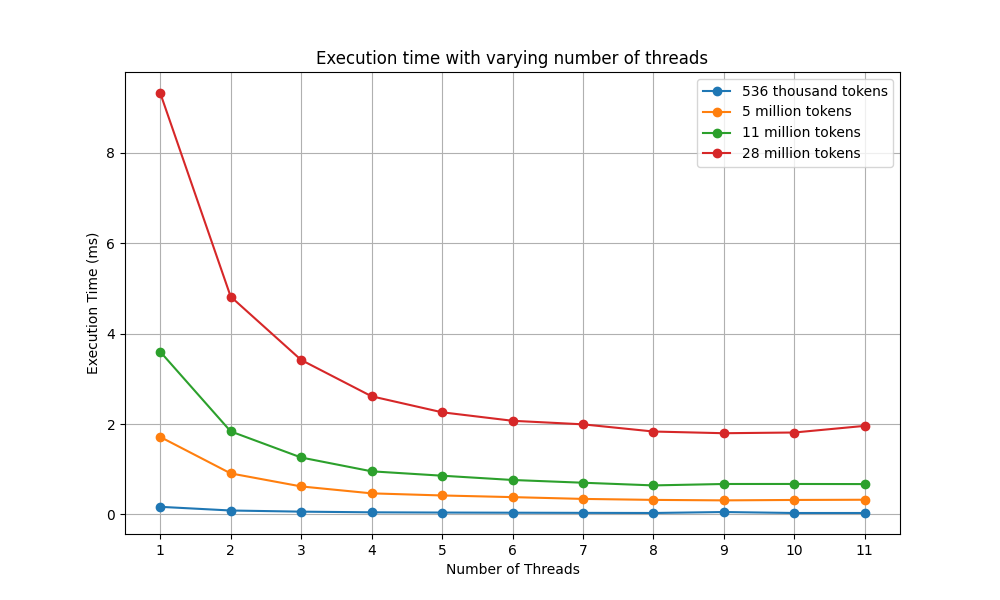 Execution time with varying number of threads
536 thousand tokens
5 million tokens
11 million tokens
28 million tokens
Execution Time (ms)
8
6
4
2
0
1 2 3 4 5 6 7 8 9 10 11
Number of Threads